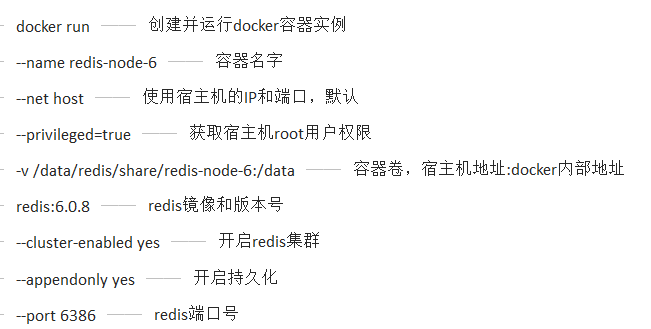 docker run 创建并运行docker容器实例
--name redis-node-6 容器名字
--net host 使用宿主机的IP和端口，默认
--privileged=true 获取宿主机root用户权限
-v /data/redis/share/redis-node-6:/data 容器卷，宿主机地址:docker内部地址
redis:6.0.8 redis镜像和版本号
--cluster-enabled yes 开启redis集群
--appendonly yes 开启持久化
--port 6386 redis端口号